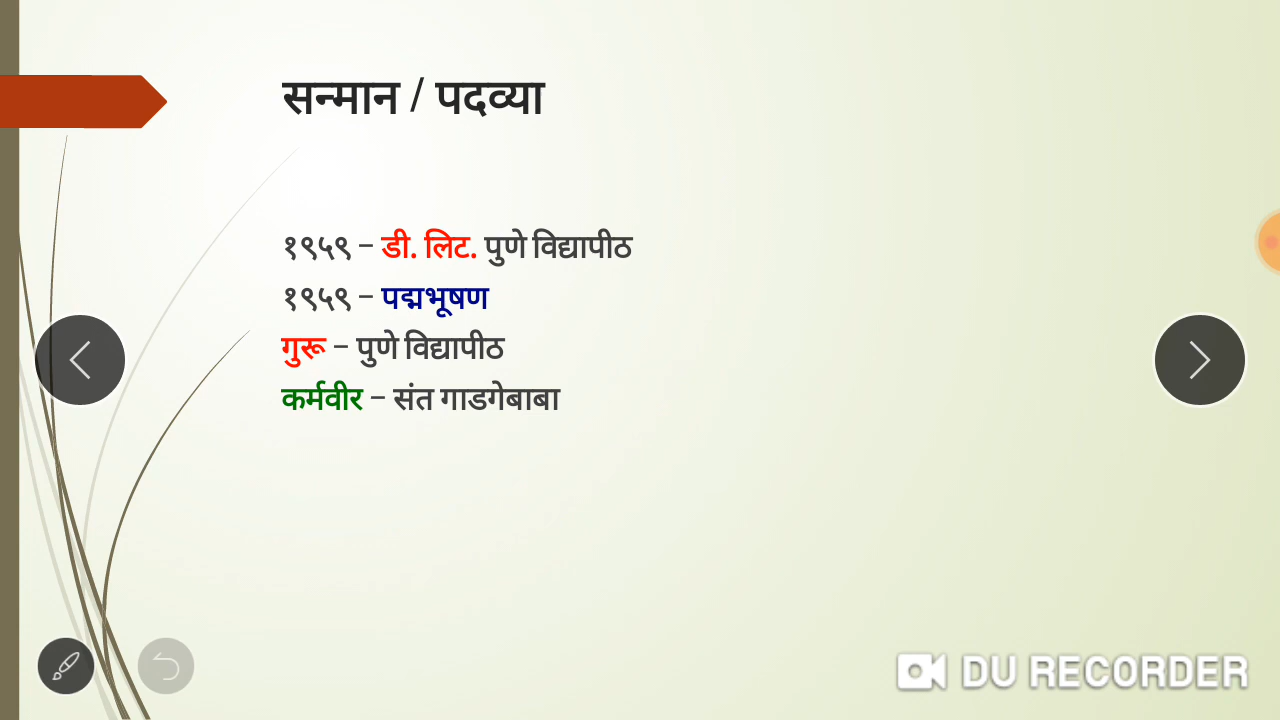 सन्मान / पदव्या
१९५९ – डी. लिट. पुणे विद्यापीठ
१९५९ – पद्मभूषण
गुरू – पुणे विद्यापीठ
कर्मवीर – संत गाडगेबाबा
DU RECORDER